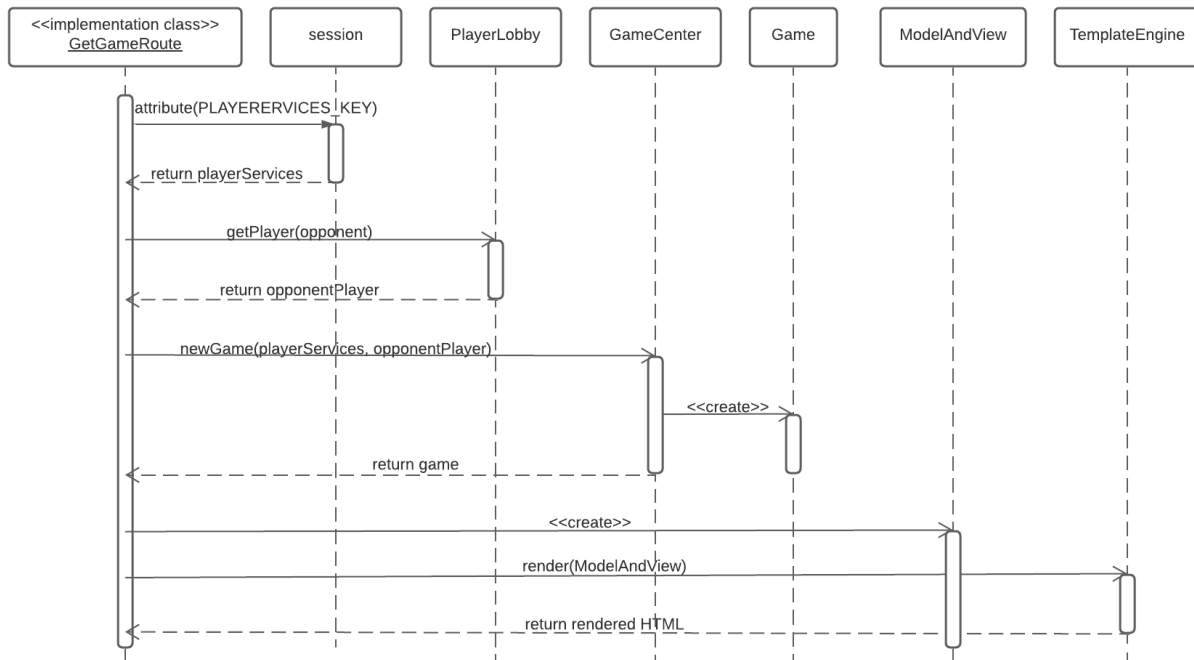 <<implementation class>>
GetGameRoute
session
PlayerLobby
GameCenter
Game
ModelAndView
TemplateEngine
attribute(PLAYERERVICES_KEY)
return playerServices
getPlayer(opponent)
return opponentPlayer
newGame(playerServices, opponentPlayer)
<<create>>
return game
<<create>>
render(ModelAndView)
return rendered HTML